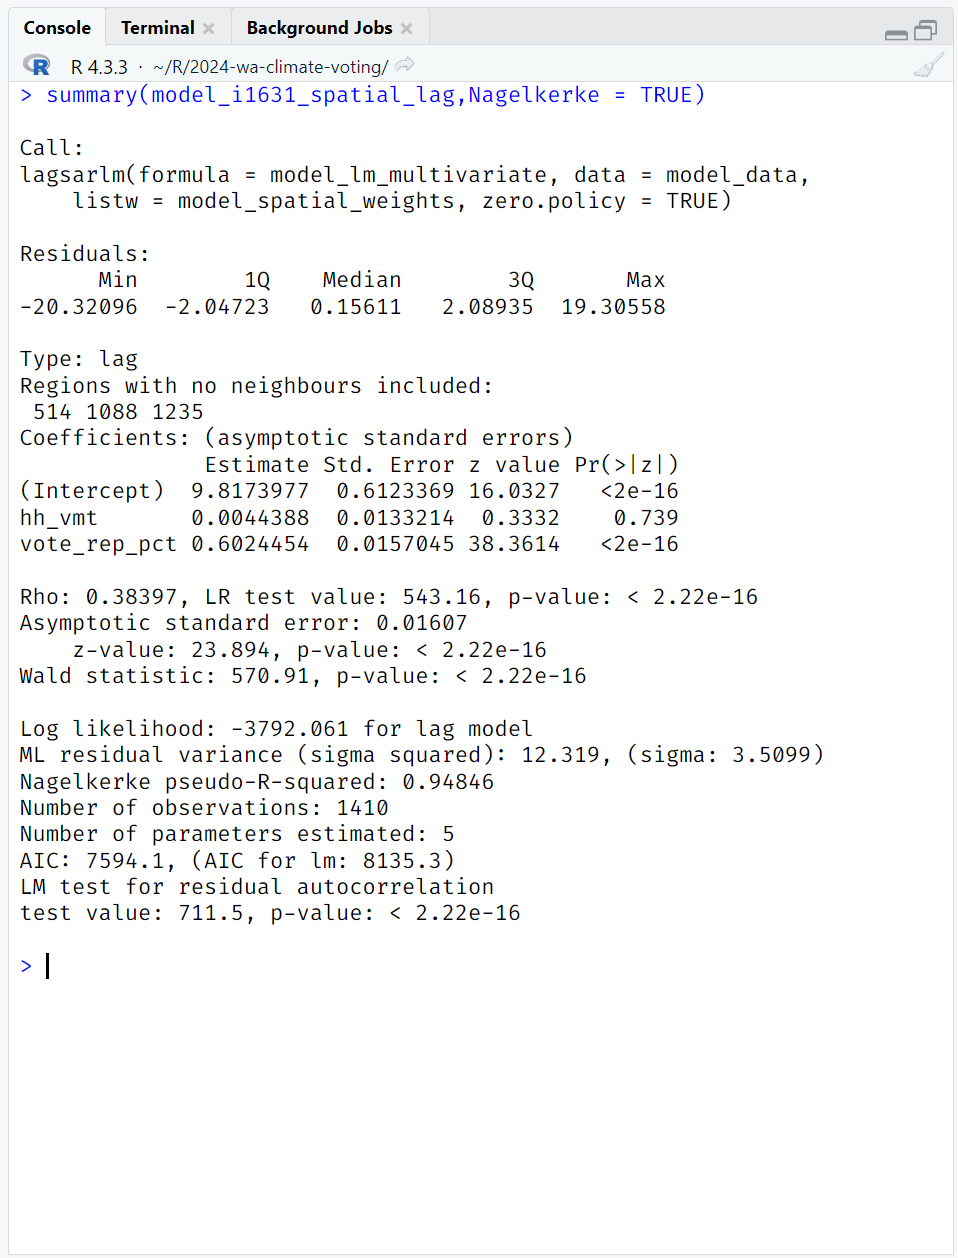 Console Terminal Background Jobs
R R 4.3.3 · ~/R/2024-wa-climate-voting/
> summary(model_i1631_spatial_lag,Nagelkerke = TRUE)
Call:
lagsarlm(formula = model_lm_multivariate, data = model_data,
    listw = model_spatial_weights, zero.policy = TRUE)
Residuals:
      Min        1Q    Median        3Q       Max
-20.32096  -2.04723   0.15611   2.08935  19.30558
Type: lag
Regions with no neighbours included:
 514 1088 1235
Coefficients: (asymptotic standard errors)
              Estimate Std. Error z value Pr(>|z|)
(Intercept)  9.8173977  0.6123369 16.0327   <2e-16
hh_vmt       0.0044388  0.0133214  0.3332    0.739
vote_rep_pct 0.6024454  0.0157045 38.3614   <2e-16
Rho: 0.38397, LR test value: 543.16, p-value: < 2.22e-16
Asymptotic standard error: 0.01607
    z-value: 23.894, p-value: < 2.22e-16
Wald statistic: 570.91, p-value: < 2.22e-16
Log likelihood: -3792.061 for lag model
ML residual variance (sigma squared): 12.319, (sigma: 3.5099)
Nagelkerke pseudo-R-squared: 0.94846
Number of observations: 1410
Number of parameters estimated: 5
AIC: 7594.1, (AIC for lm: 8135.3)
LM test for residual autocorrelation
test value: 711.5, p-value: < 2.22e-16
>